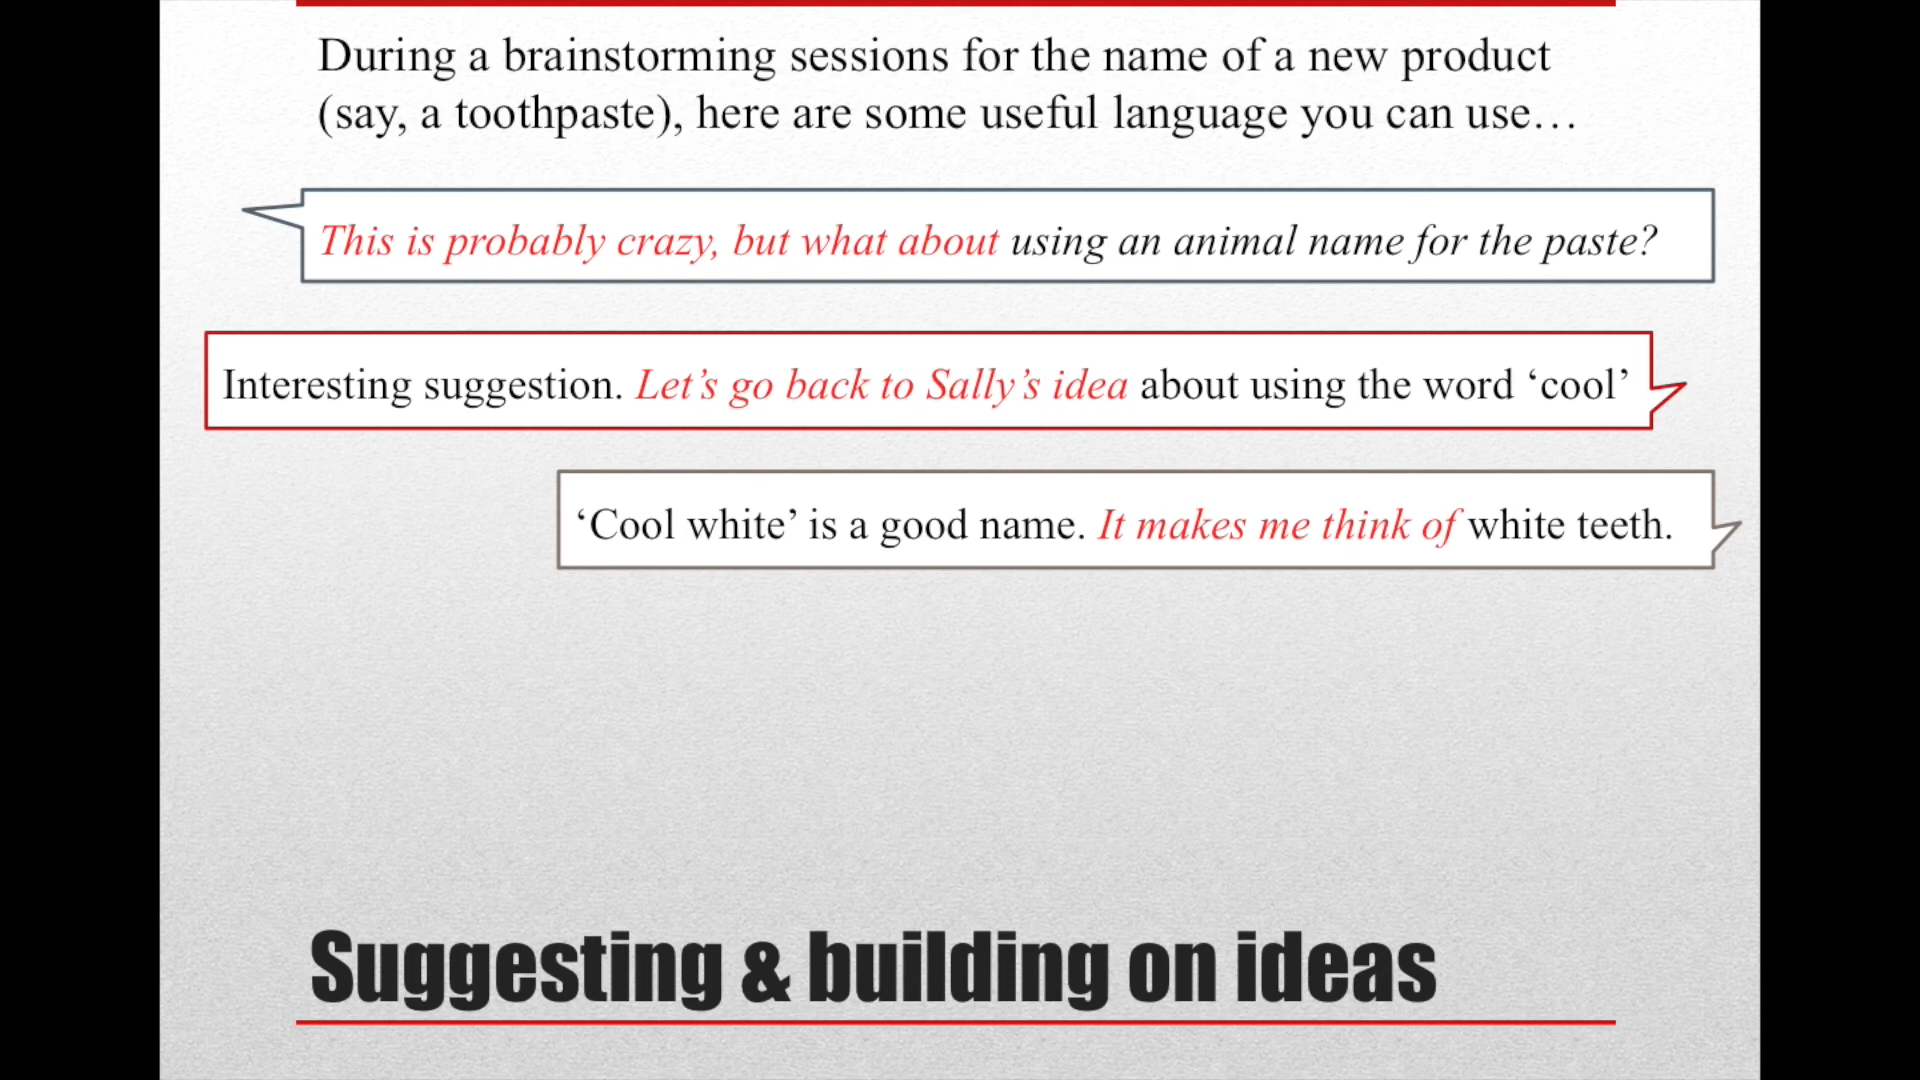 During a brainstorming sessions for the name of a new product
(say, a toothpaste), here are some useful language you can use…
This is probably crazy, but what about using an animal name for the paste?
Interesting suggestion. Let’s go back to Sally’s idea about using the word ‘cool’
‘Cool white’ is a good name. It makes me think of white teeth.
Suggesting & building on ideas